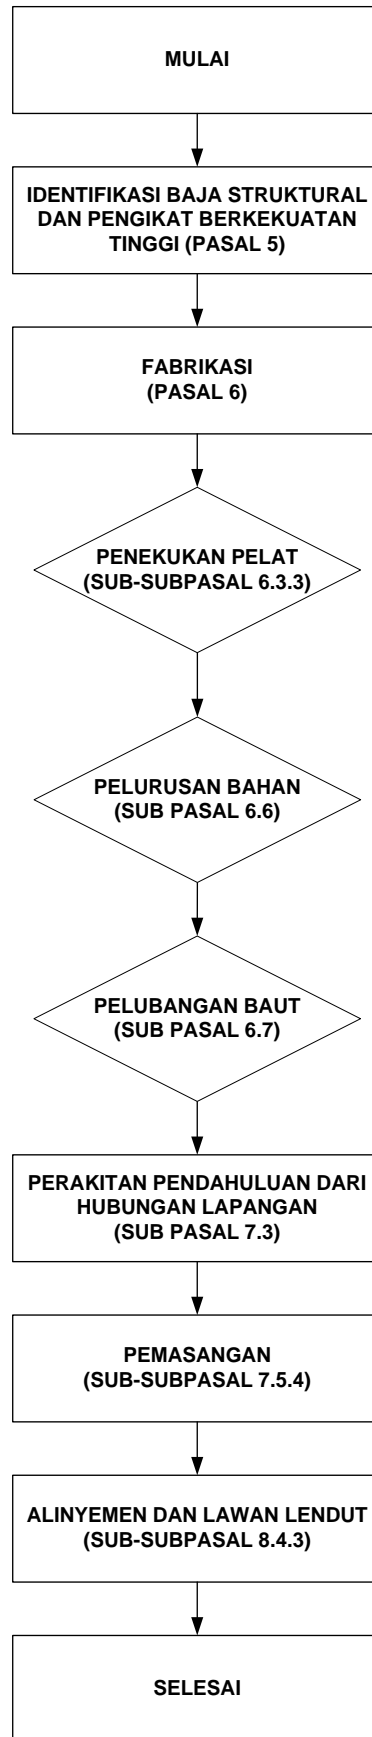 MULAI
IDENTIFIKASI BAJA STRUKTURAL
DAN PENGIKAT BERKEKUATAN
TINGGI (PASAL 5)
FABRIKASI
(PASAL 6)
PENEKUKAN PELAT
(SUB-SUBPASAL 6.3.3)
PELURUSAN BAHAN
(SUB PASAL 6.6)
PELUBANGAN BAUT
(SUB PASAL 6.7)
PERAKITAN PENDAHULUAN DARI
HUBUNGAN LAPANGAN
(SUB PASAL 7.3)
PEMASANGAN
(SUB-SUBPASAL 7.5.4)
ALINYEMEN DAN LAWAN LENDUT
(SUB-SUBPASAL 8.4.3)
SELESAI